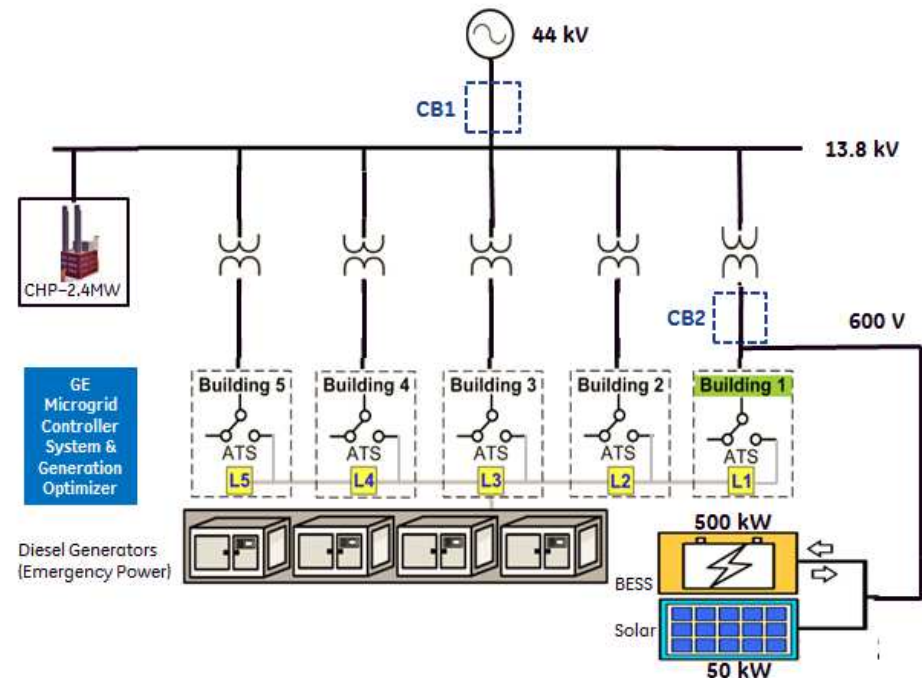 44 kV
CB1
13.8 kV
CHP–2.4MW
CB2
600 V
GE
Microgrid
Controller
System &
Generation
Optimizer
Building 5
Building 4
Building 3
Building 2
Building 1
ATS
ATS
ATS
ATS
ATS
L5
L4
L3
L2
L1
Diesel Generators
(Emergency Power)
500 kW
BESS
Solar
50 kW